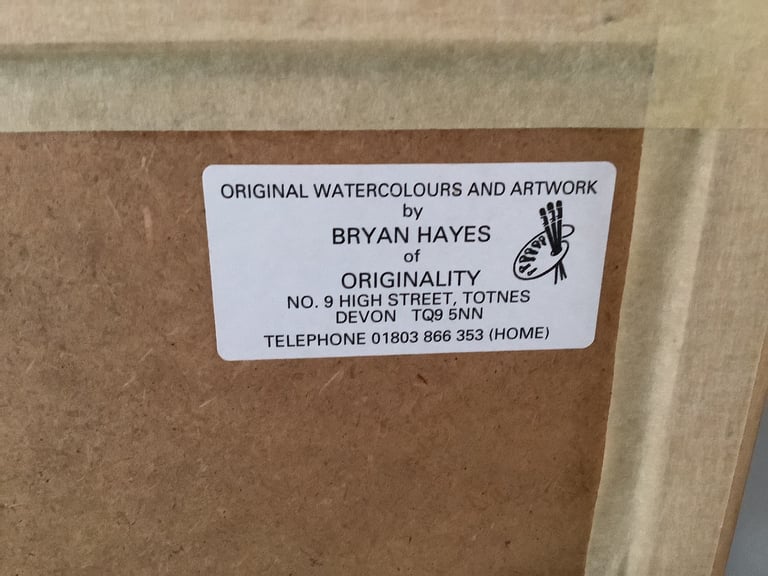 ORIGINAL WATERCOLOURS AND ARTWORK
by
BRYAN HAYES
of
ORIGINALITY
NO. 9 HIGH STREET, TOTNES
DEVON TQ9 5NN
TELEPHONE 01803 866 353 (HOME)